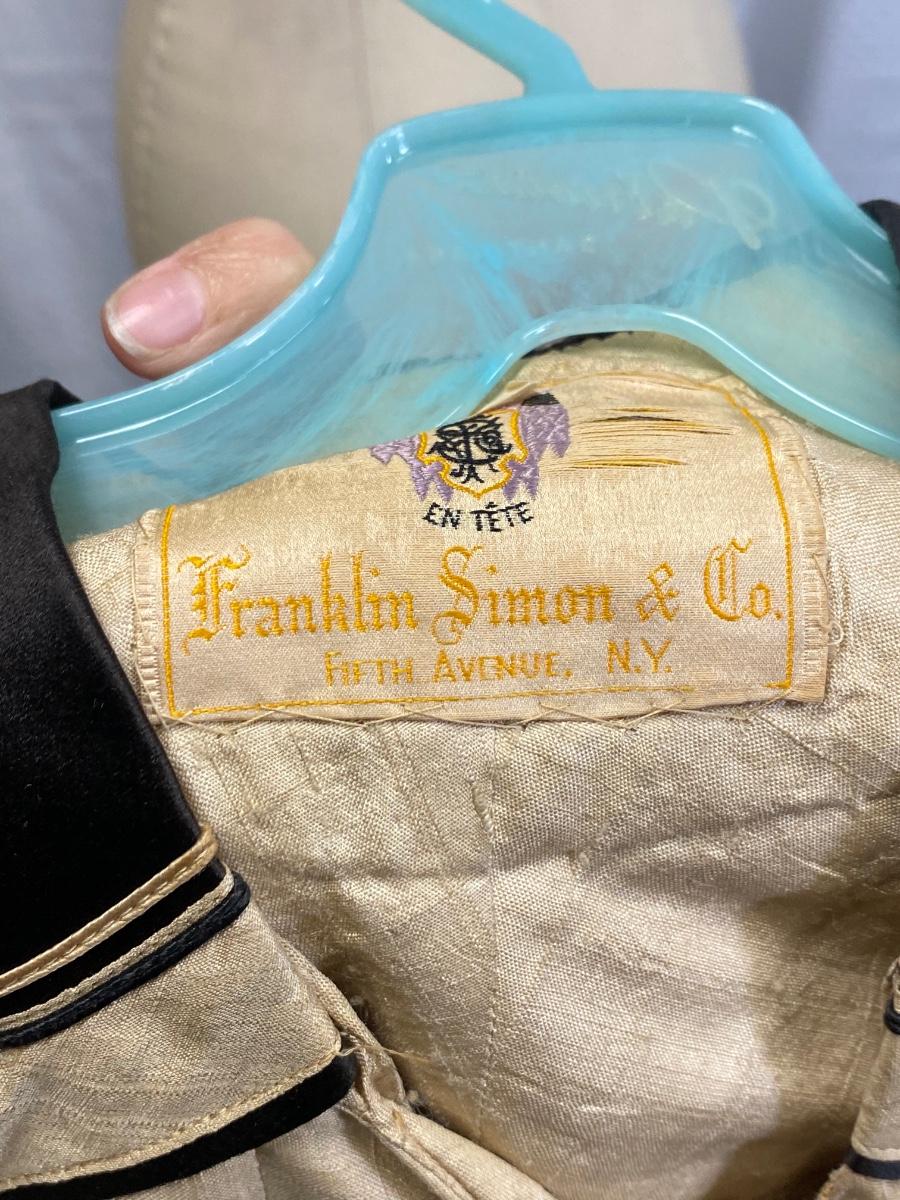 EN TÊTE
Franklin Simon & Co.
FIFTH AVENUE, N.Y.